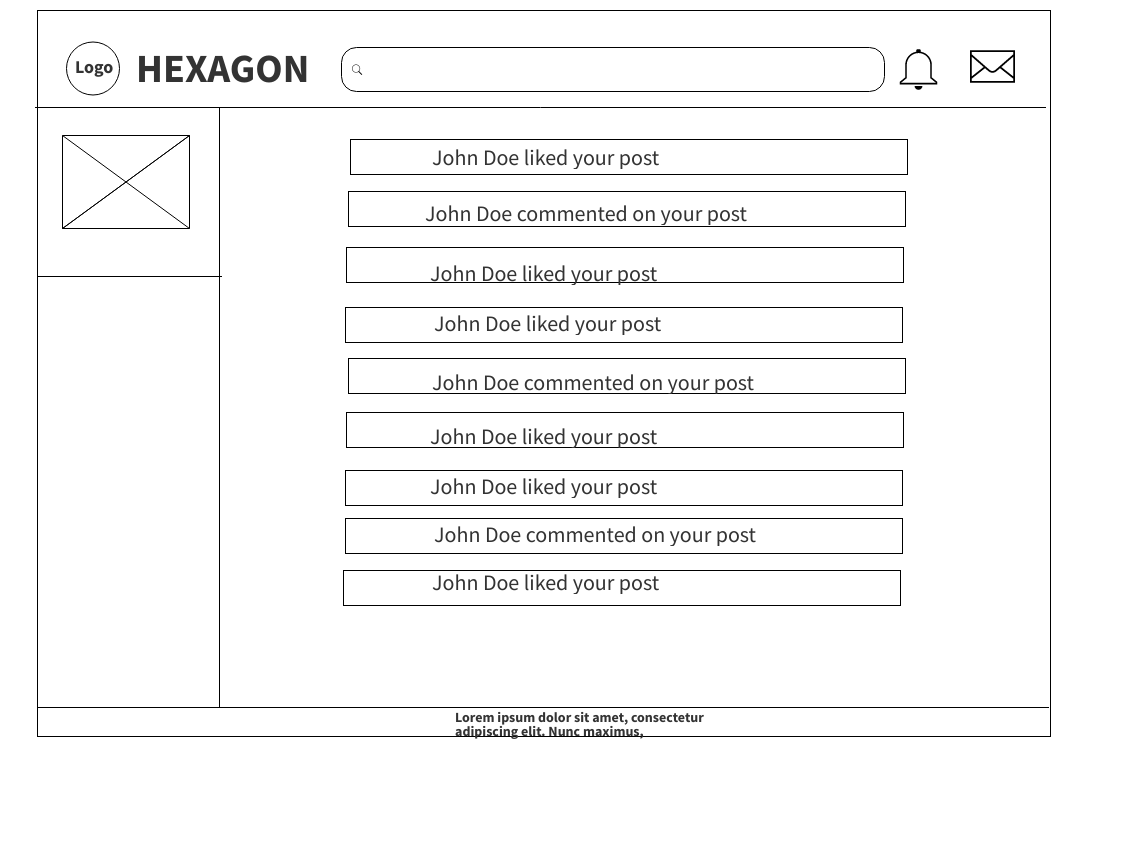 Logo
HEXAGON
John Doe liked your post
John Doe commented on your post
John Doe liked your post
John Doe liked your post
John Doe commented on your post
John Doe liked your post
John Doe liked your post
John Doe commented on your post
John Doe liked your post
Lorem ipsum dolor sit amet, consectetur
adipiscing elit. Nunc maximus,